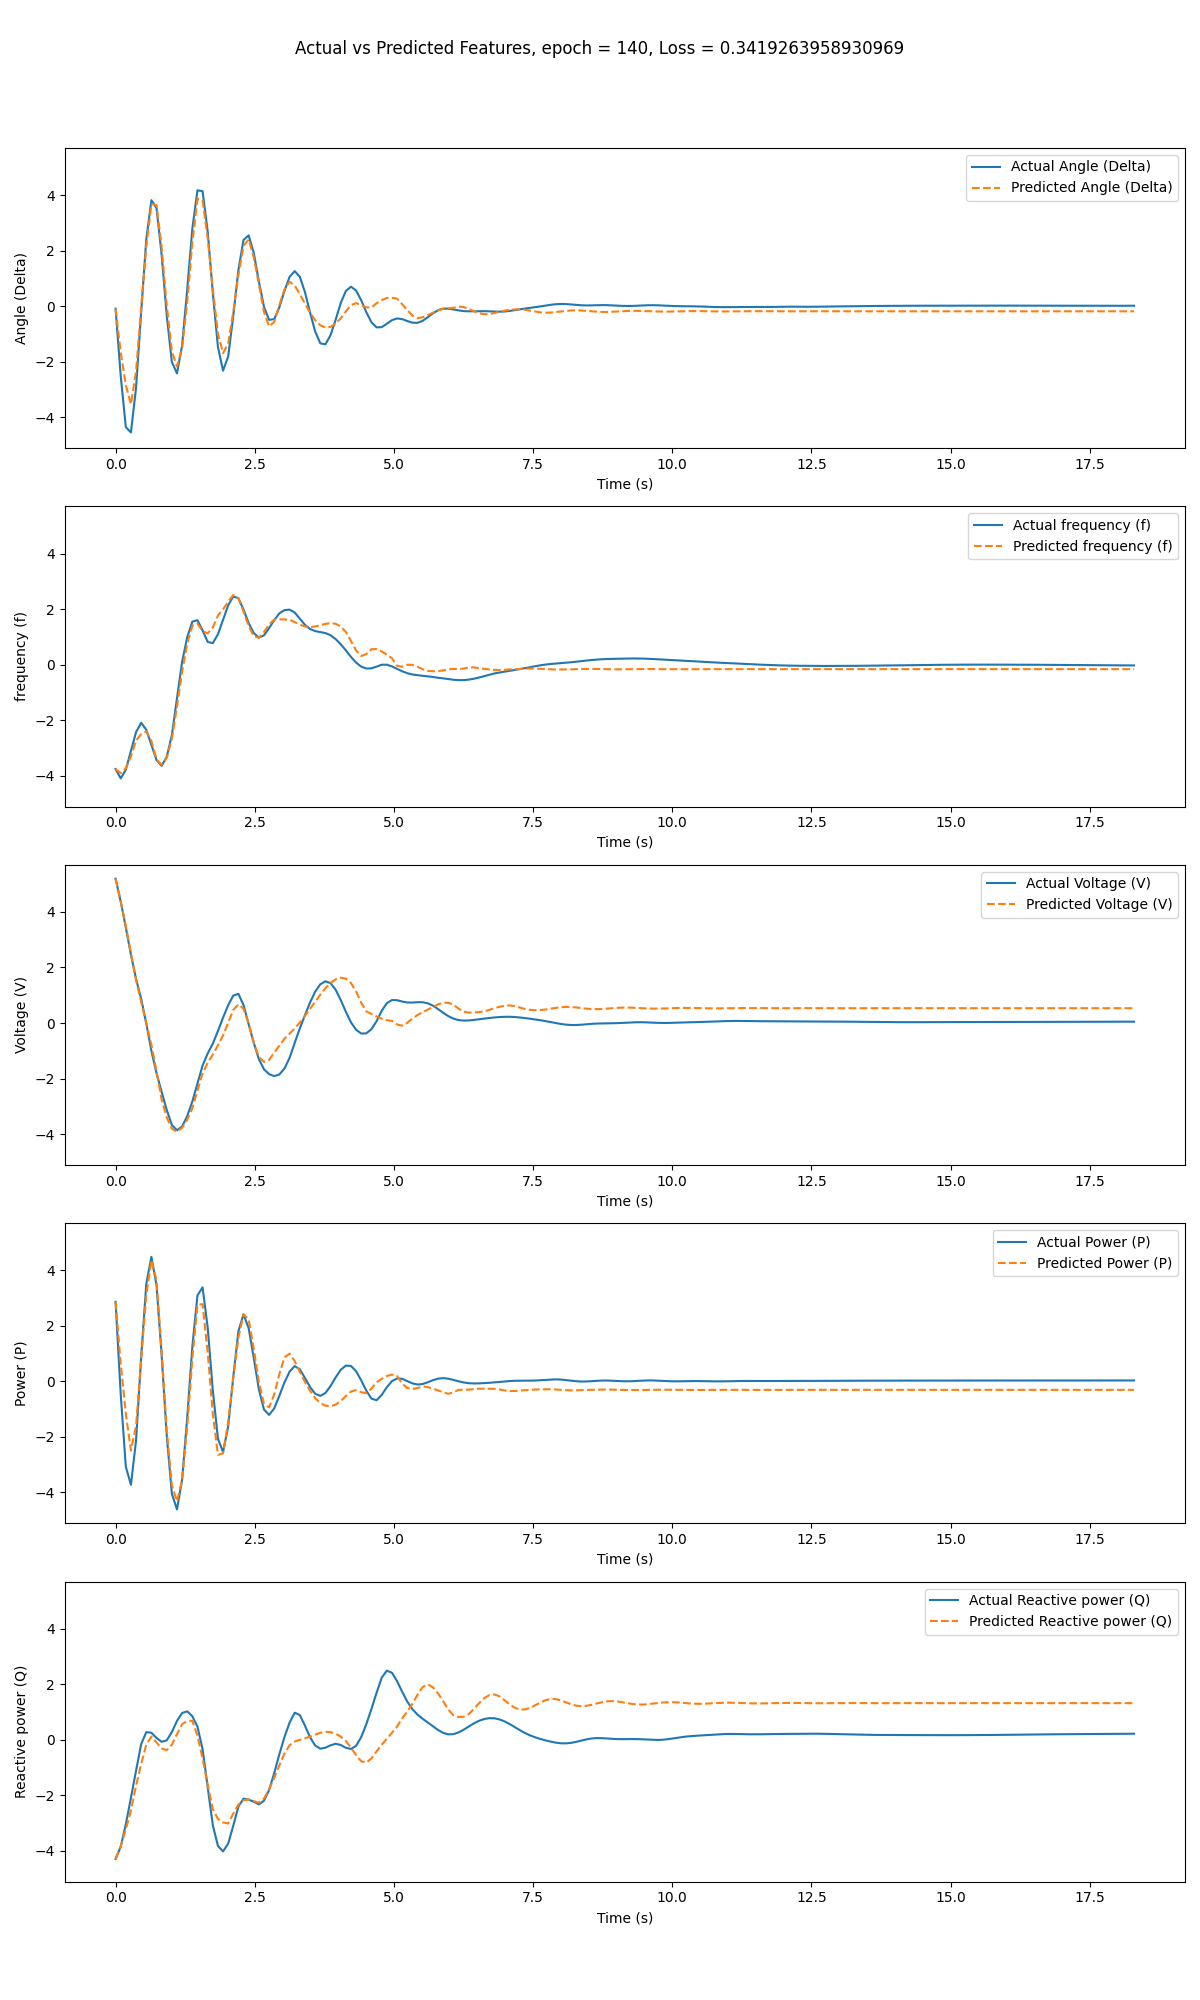 Actual vs Predicted Features, epoch = 140, Loss = 0.3419263958930969
Actual Angle (Delta)
Predicted Angle (Delta)
Angle (Delta)
4
2
0
−2
−4
0.0 2.5 5.0 7.5 10.0 12.5 15.0 17.5
Time (s)
Actual frequency (f)
Predicted frequency (f)
frequency (f)
4
2
0
−2
−4
0.0 2.5 5.0 7.5 10.0 12.5 15.0 17.5
Time (s)
Actual Voltage (V)
Predicted Voltage (V)
Voltage (V)
4
2
0
−2
−4
0.0 2.5 5.0 7.5 10.0 12.5 15.0 17.5
Time (s)
Actual Power (P)
Predicted Power (P)
Power (P)
4
2
0
−2
−4
0.0 2.5 5.0 7.5 10.0 12.5 15.0 17.5
Time (s)
Actual Reactive power (Q)
Predicted Reactive power (Q)
Reactive power (Q)
4
2
0
−2
−4
0.0 2.5 5.0 7.5 10.0 12.5 15.0 17.5
Time (s)